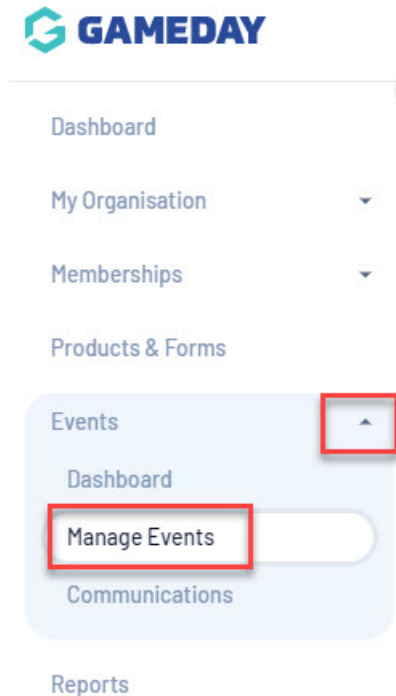 GAMEDAY
Dashboard
My Organisation
Memberships
Products & Forms
Events
Dashboard
Manage Events
Communications
Reports